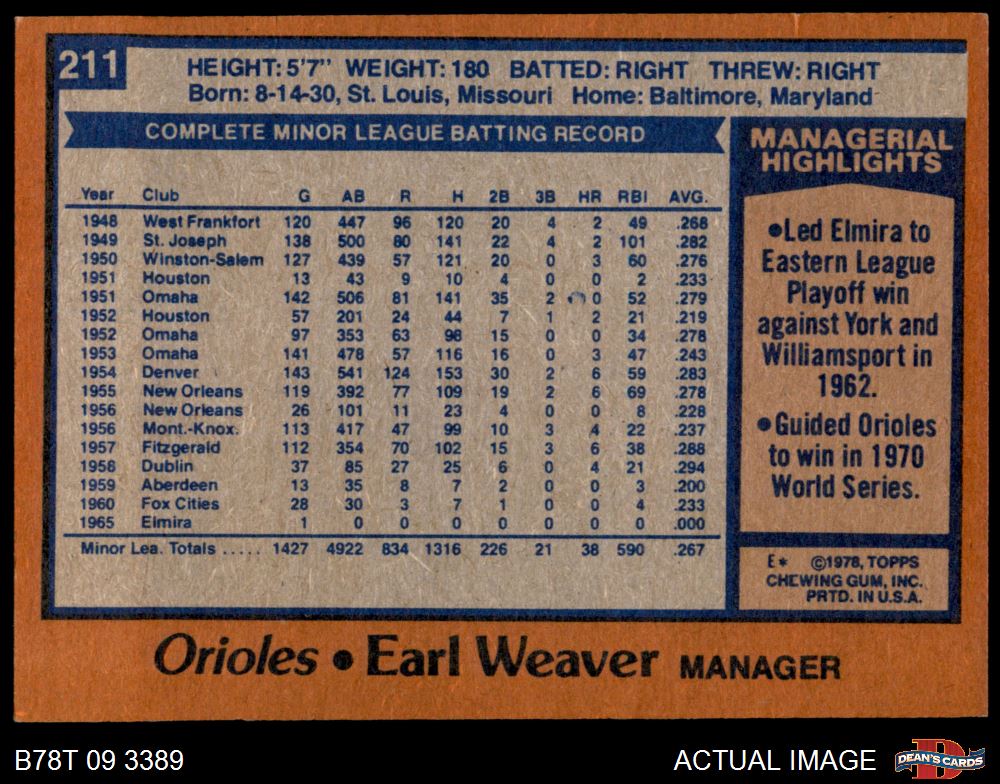 211
HEIGHT: 5'7" WEIGHT: 180 BATTED: RIGHT THREW: RIGHT
Born: 8-14-30, St. Louis, Missouri Home: Baltimore, Maryland
COMPLETE MINOR LEAGUE BATTING RECORD
Year Club G AB R H 2B 3B HR RBI AVG.
1948 West Frankfort 120 447 96 120 20 4 2 49 .268
1949 St. Joseph 138 500 80 141 22 4 2 101 .282
1950 Winston-Salem 127 439 57 121 20 0 3 60 .276
1951 Houston 13 43 9 10 4 0 0 2 .233
1951 Omaha 142 506 81 141 35 2 0 52 .279
1952 Houston 57 201 24 44 7 1 2 21 .219
1952 Omaha 97 353 63 98 15 0 0 34 .278
1953 Omaha 141 478 57 116 16 0 3 47 .243
1954 Denver 143 541 124 153 30 2 6 59 .283
1955 New Orleans 119 392 77 109 19 2 6 69 .278
1956 New Orleans 26 101 11 23 4 0 0 8 .228
1956 Mont.-Knox. 113 417 47 99 10 3 4 22 .237
1957 Fitzgerald 112 354 70 102 15 3 6 38 .288
1958 Dublin 37 85 27 25 6 0 4 21 .294
1959 Aberdeen 13 35 8 7 2 0 0 3 .200
1960 Fox Cities 28 30 3 7 1 0 0 4 .233
1965 Elmira 1 0 0 0 0 0 0 0 .000
Minor Lea. Totals ..... 1427 4922 834 1316 226 21 38 590 .267
MANAGERIAL
HIGHLIGHTS
•Led Elmira to
Eastern League
Playoff win
against York and
Williamsport in
1962.
•Guided Orioles
to win in 1970
World Series.
E* ©1978, TOPPS
CHEWING GUM, INC.
PRTD. IN U.S.A.
Orioles • Earl Weaver MANAGER
B78T 09 3389
ACTUAL IMAGE
DEAN'S CARDS